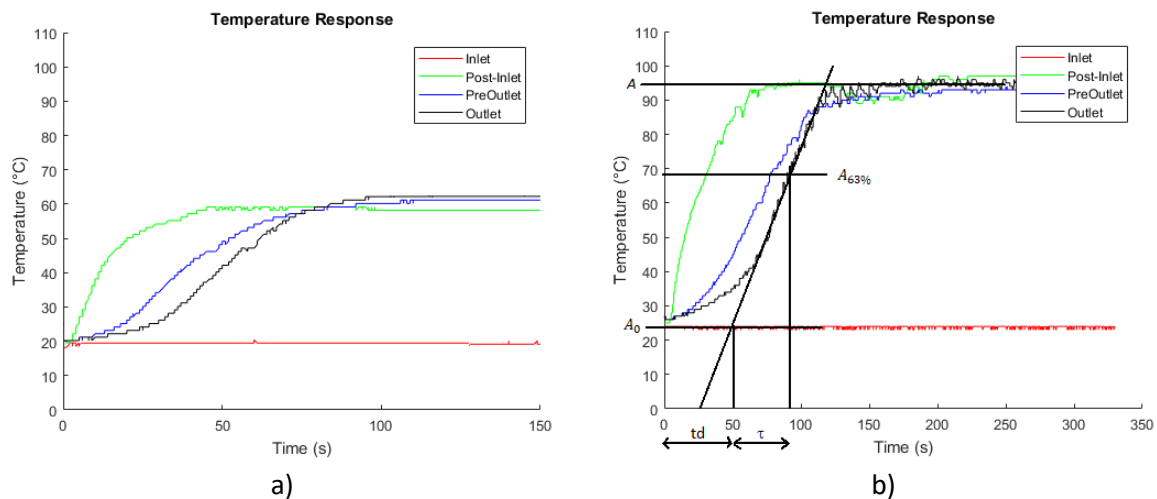 Temperature Response
110
100
90
80
70
60
50
40
30
20
10
0
Temperature (°C)
0
50
100
150
Time (s)
Inlet
Post-Inlet
PreOutlet
Outlet
a)
Temperature Response
110
100
90
80
70
60
50
40
30
20
10
0
Temperature (°C)
A
A63%
A0
0
50
100
150
200
250
300
350
td
τ
Time (s)
Inlet
Post-Inlet
PreOutlet
Outlet
b)